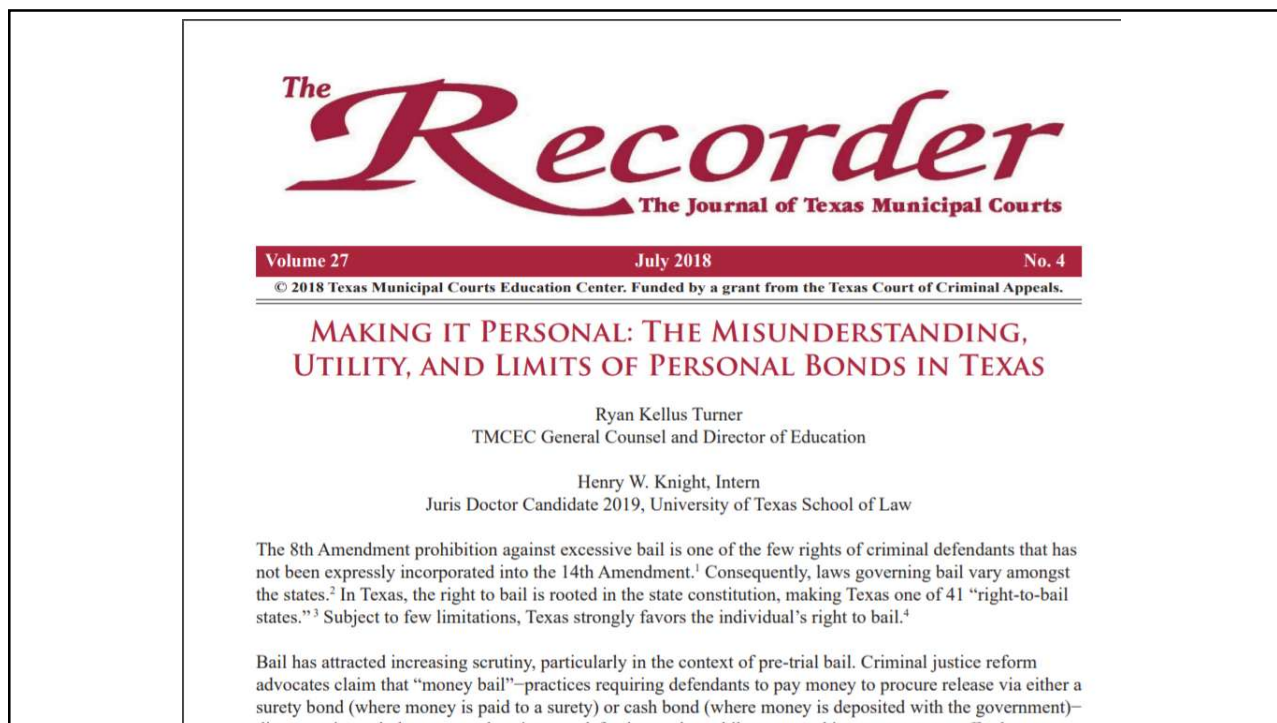 The
Recorder
The Journal of Texas Municipal Courts
Volume 27 July 2018 No. 4
© 2018 Texas Municipal Courts Education Center. Funded by a grant from the Texas Court of Criminal Appeals.
Making it Personal: The Misunderstanding,
Utility, and Limits of Personal Bonds in Texas
Ryan Kellus Turner
TMCEC General Counsel and Director of Education
Henry W. Knight, Intern
Juris Doctor Candidate 2019, University of Texas School of Law
The 8th Amendment prohibition against excessive bail is one of the few rights of criminal defendants that has
not been expressly incorporated into the 14th Amendment.¹ Consequently, laws governing bail vary amongst
the states.² In Texas, the right to bail is rooted in the state constitution, making Texas one of 41 “right-to-bail
states.” ³ Subject to few limitations, Texas strongly favors the individual’s right to bail.⁴
Bail has attracted increasing scrutiny, particularly in the context of pre-trial bail. Criminal justice reform
advocates claim that “money bail”−practices requiring defendants to pay money to procure release via either a
surety bond (where money is paid to a surety) or cash bond (where money is deposited with the government)−